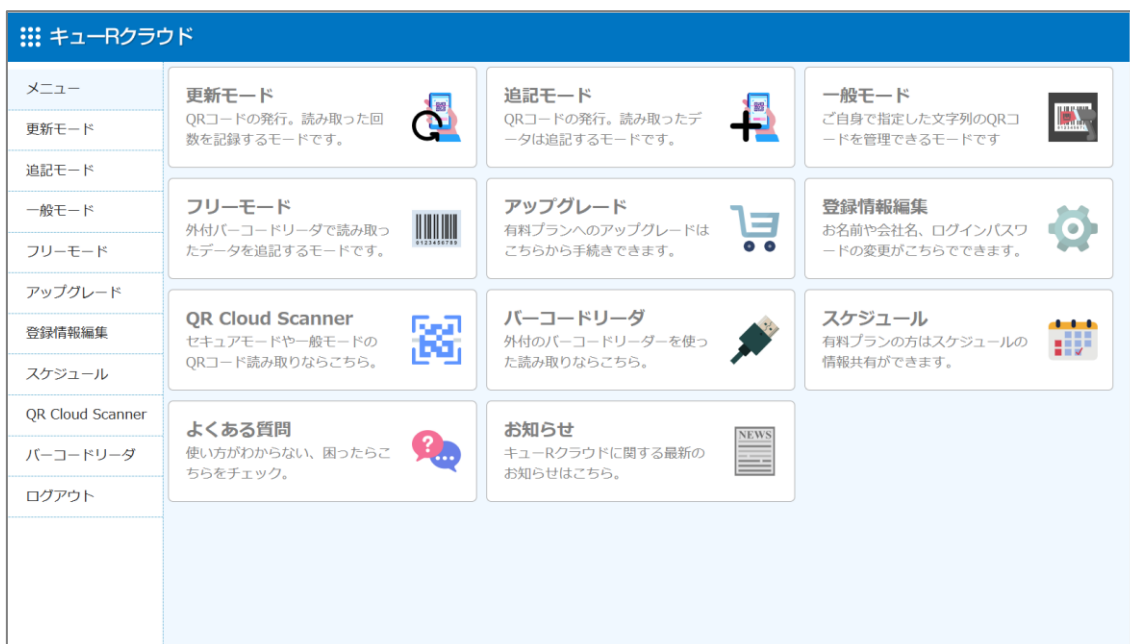 キューRクラウド
メニュー
更新モード
追記モード
一般モード
フリーモード
アップグレード
登録情報編集
スケジュール
QR Cloud Scanner
バーコードリーダ
ログアウト
更新モード
QRコードの発行。読み取った回
数を記録するモードです。
追記モード
QRコードの発行。読み取ったデ
ータは追記するモードです。
一般モード
ご自身で指定した文字列のQRコ
ードを管理できるモードです
フリーモード
外付バーコードリーダで読み取っ
たデータを追記するモードです。
0123456789
アップグレード
有料プランへのアップグレードは
こちらから手続きできます。
登録情報編集
お名前や会社名、ログインパスワ
ードの変更がこちらでできます。
QR Cloud Scanner
セキュアモードや一般モードの
QRコード読み取りならこちら。
バーコードリーダ
外付のバーコードリーダーを使っ
た読み取りならこちら。
スケジュール
有料プランの方はスケジュールの
情報共有ができます。
よくある質問
使い方がわからない、困ったらこ
ちらをチェック。
?
お知らせ
キューRクラウドに関する最新の
お知らせはこちら。
NEWS